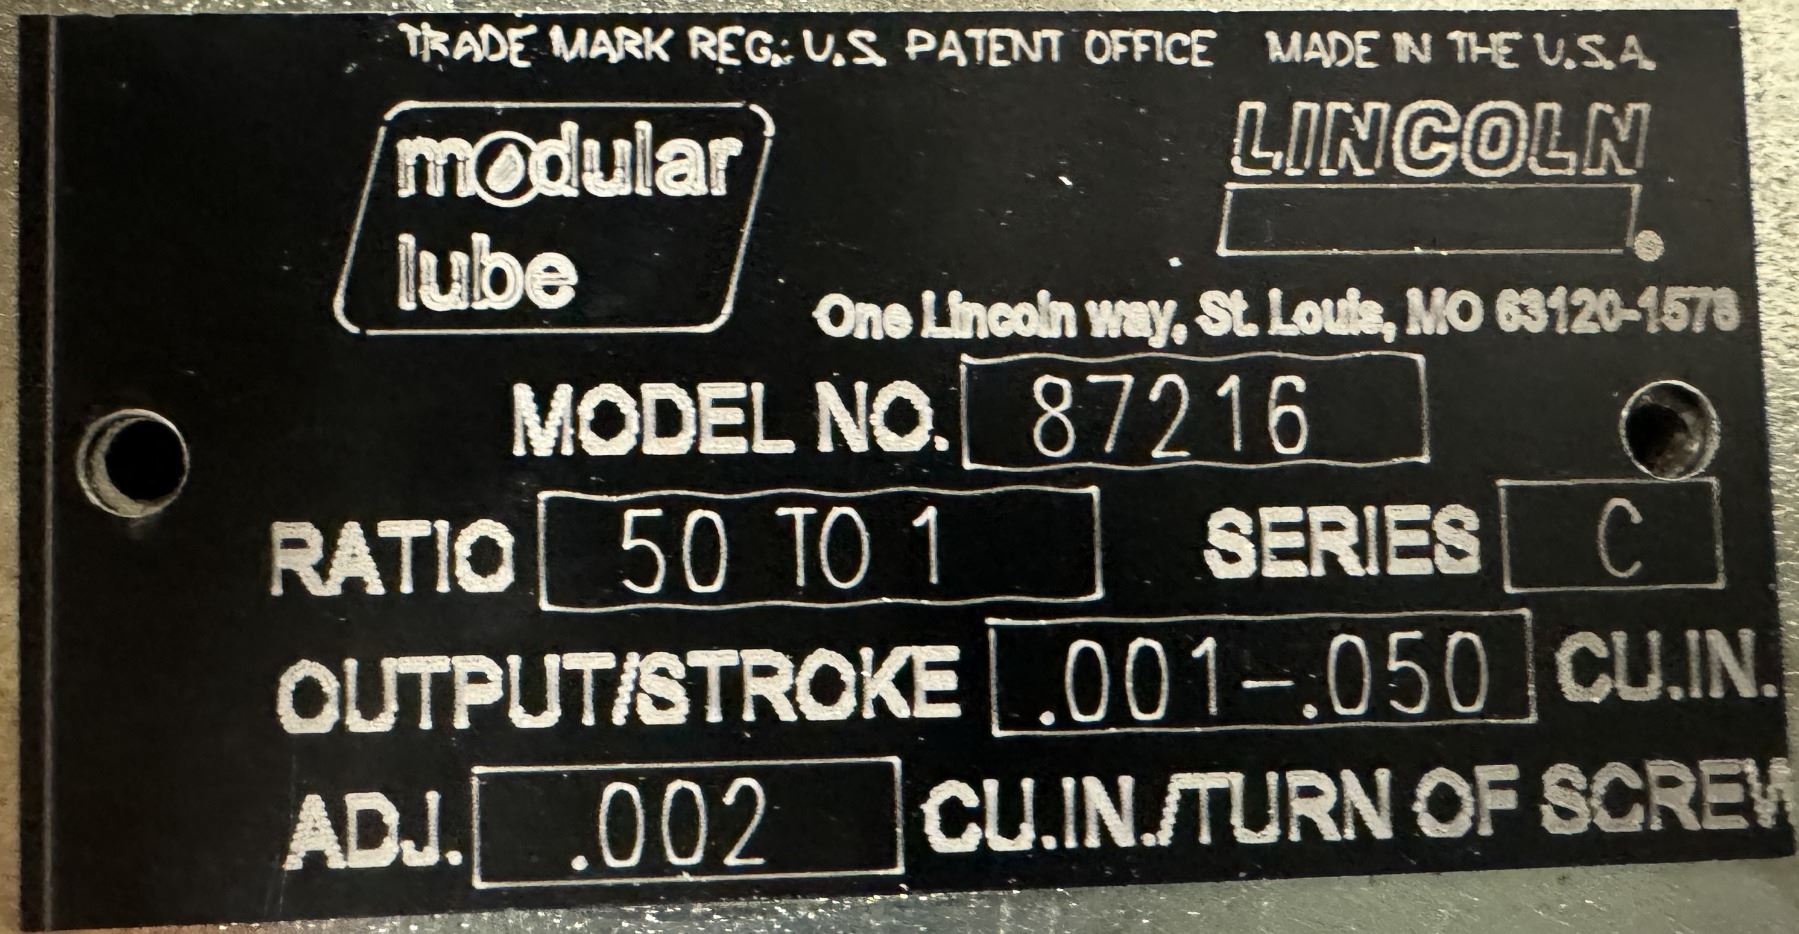 TRADE MARK REG. U.S. PATENT OFFICE MADE IN THE U.S.A.
modular
lube
LINCOLN
One Lincoln way, St. Louis, MO 63120-1578
MODEL NO. 87216
RATIO 50 TO 1 SERIES C
OUTPUT/STROKE .001-.050 CU.IN.
ADJ. .002 CU.IN./TURN OF SCREW